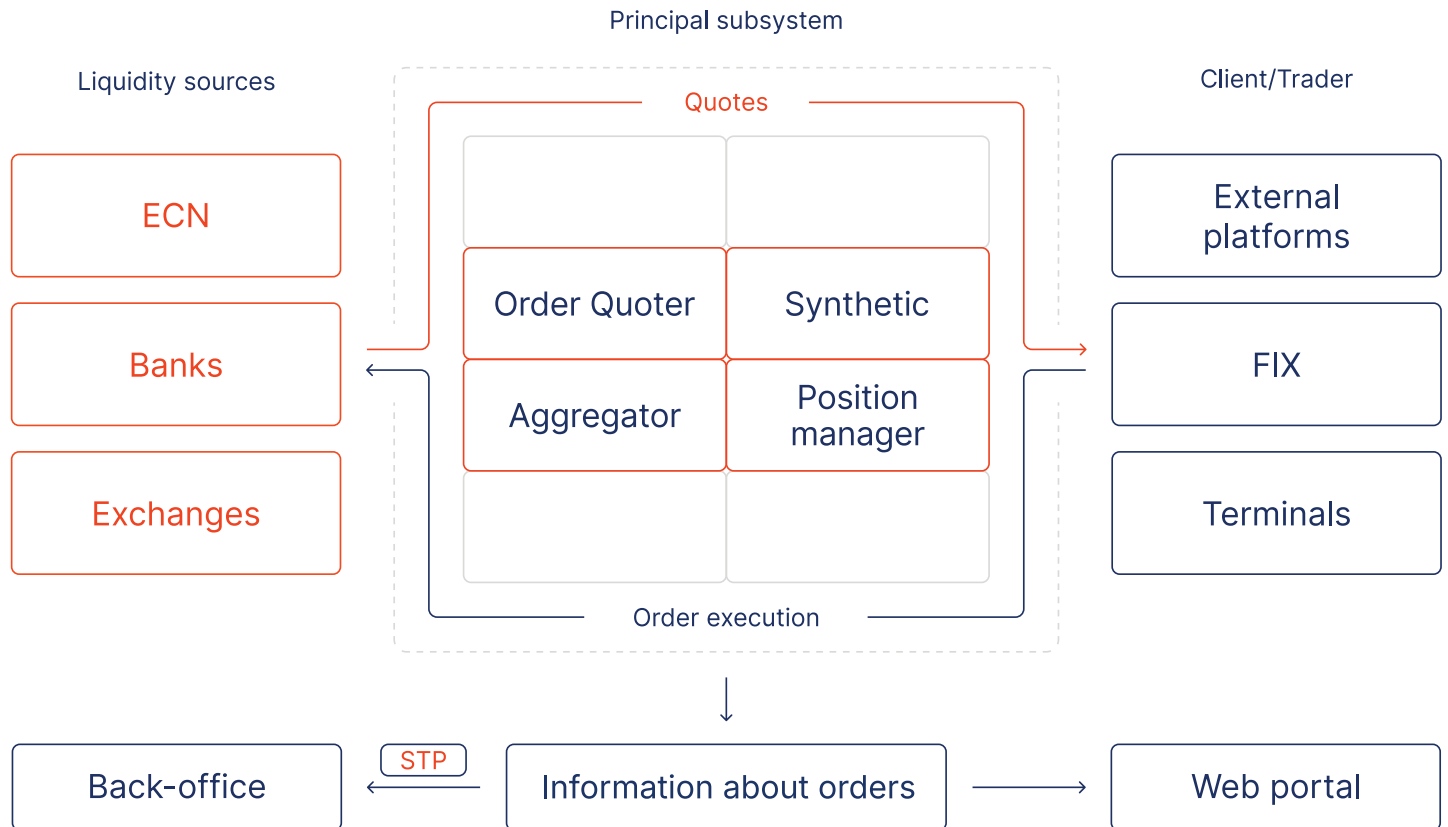 Principal subsystem
Liquidity sources
Client/Trader
Quotes
ECN
External
platforms
Order Quoter
Synthetic
Banks
FIX
Aggregator
Position
manager
Exchanges
Terminals
Order execution
STP
Back-office
Information about orders
Web portal